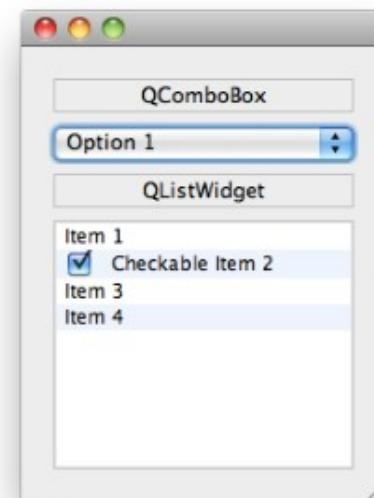 QComboBox
Option 1
QListWidget
Item 1
Checkable Item 2
Item 3
Item 4